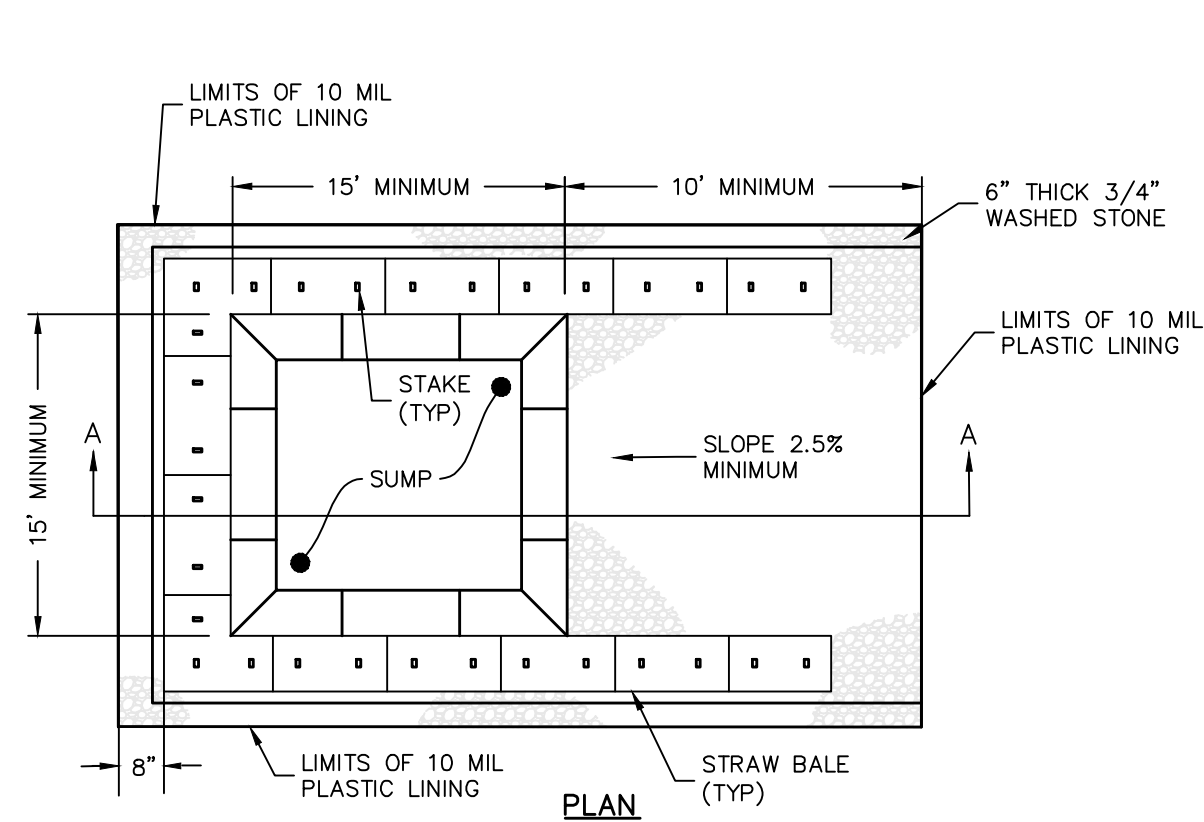 LIMITS OF 10 MIL
PLASTIC LINING
15' MINIMUM
10' MINIMUM
6" THICK 3/4"
WASHED STONE
LIMITS OF 10 MIL
PLASTIC LINING
STAKE
(TYP)
15' MINIMUM
A
A
SLOPE 2.5%
MINIMUM
SUMP
8"
LIMITS OF 10 MIL
PLASTIC LINING
STRAW BALE
(TYP)
PLAN